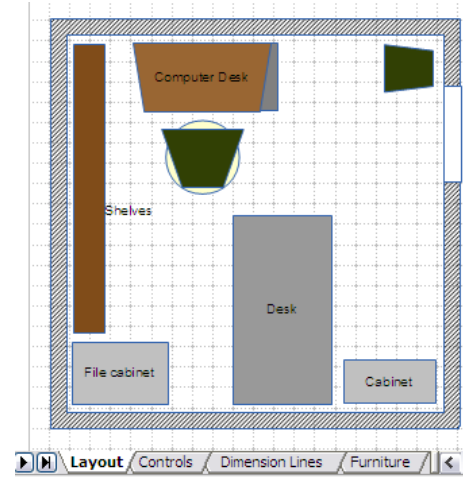 Computer Desk
Shelves
Desk
File cabinet
Cabinet
Layout Controls Dimension Lines Furniture